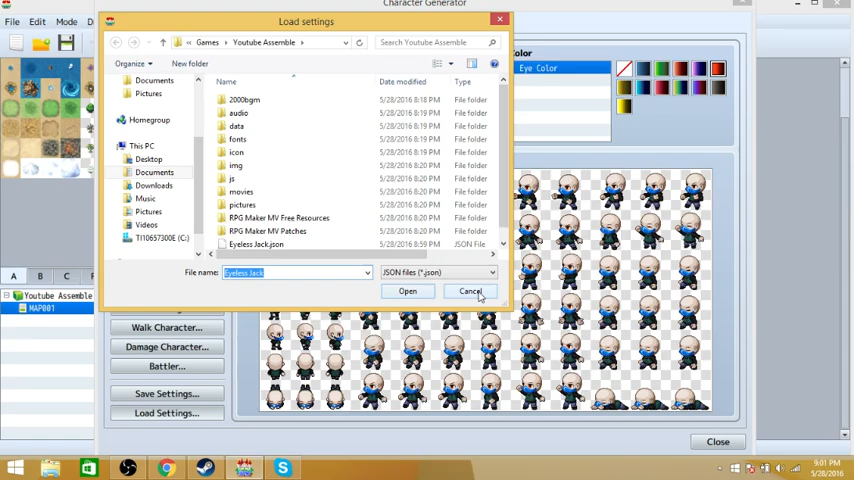 Character Generator
Load settings
File Edit Mode
« Games › Youtube Assemble ›
Search Youtube Assemble
Organize New folder
Color
Eye Color
Name Date modified Type
Documents
Pictures
Homegroup
This PC
Desktop
Documents
Downloads
Music
Pictures
Videos
TI10657300E (C:)
2000bgm 5/28/2016 8:18 PM File folder
audio 5/28/2016 8:19 PM File folder
data 5/28/2016 8:19 PM File folder
fonts 5/28/2016 8:19 PM File folder
icon 5/28/2016 8:19 PM File folder
img 5/28/2016 8:20 PM File folder
js 5/28/2016 8:20 PM File folder
movies 5/28/2016 8:20 PM File folder
pictures 5/28/2016 8:20 PM File folder
RPG Maker MV Free Resources 5/28/2016 8:20 PM File folder
RPG Maker MV Patches 5/28/2016 8:20 PM File folder
Eyeless Jack.json 5/28/2016 8:59 PM JSON File
File name: Eyeless Jack JSON files (*.json)
Open Cancel
A B C
Youtube Assemble
MAP001
Walk Character...
Damage Character...
Battler...
Save Settings...
Load Settings...
Close
9:01 PM
5/28/2016